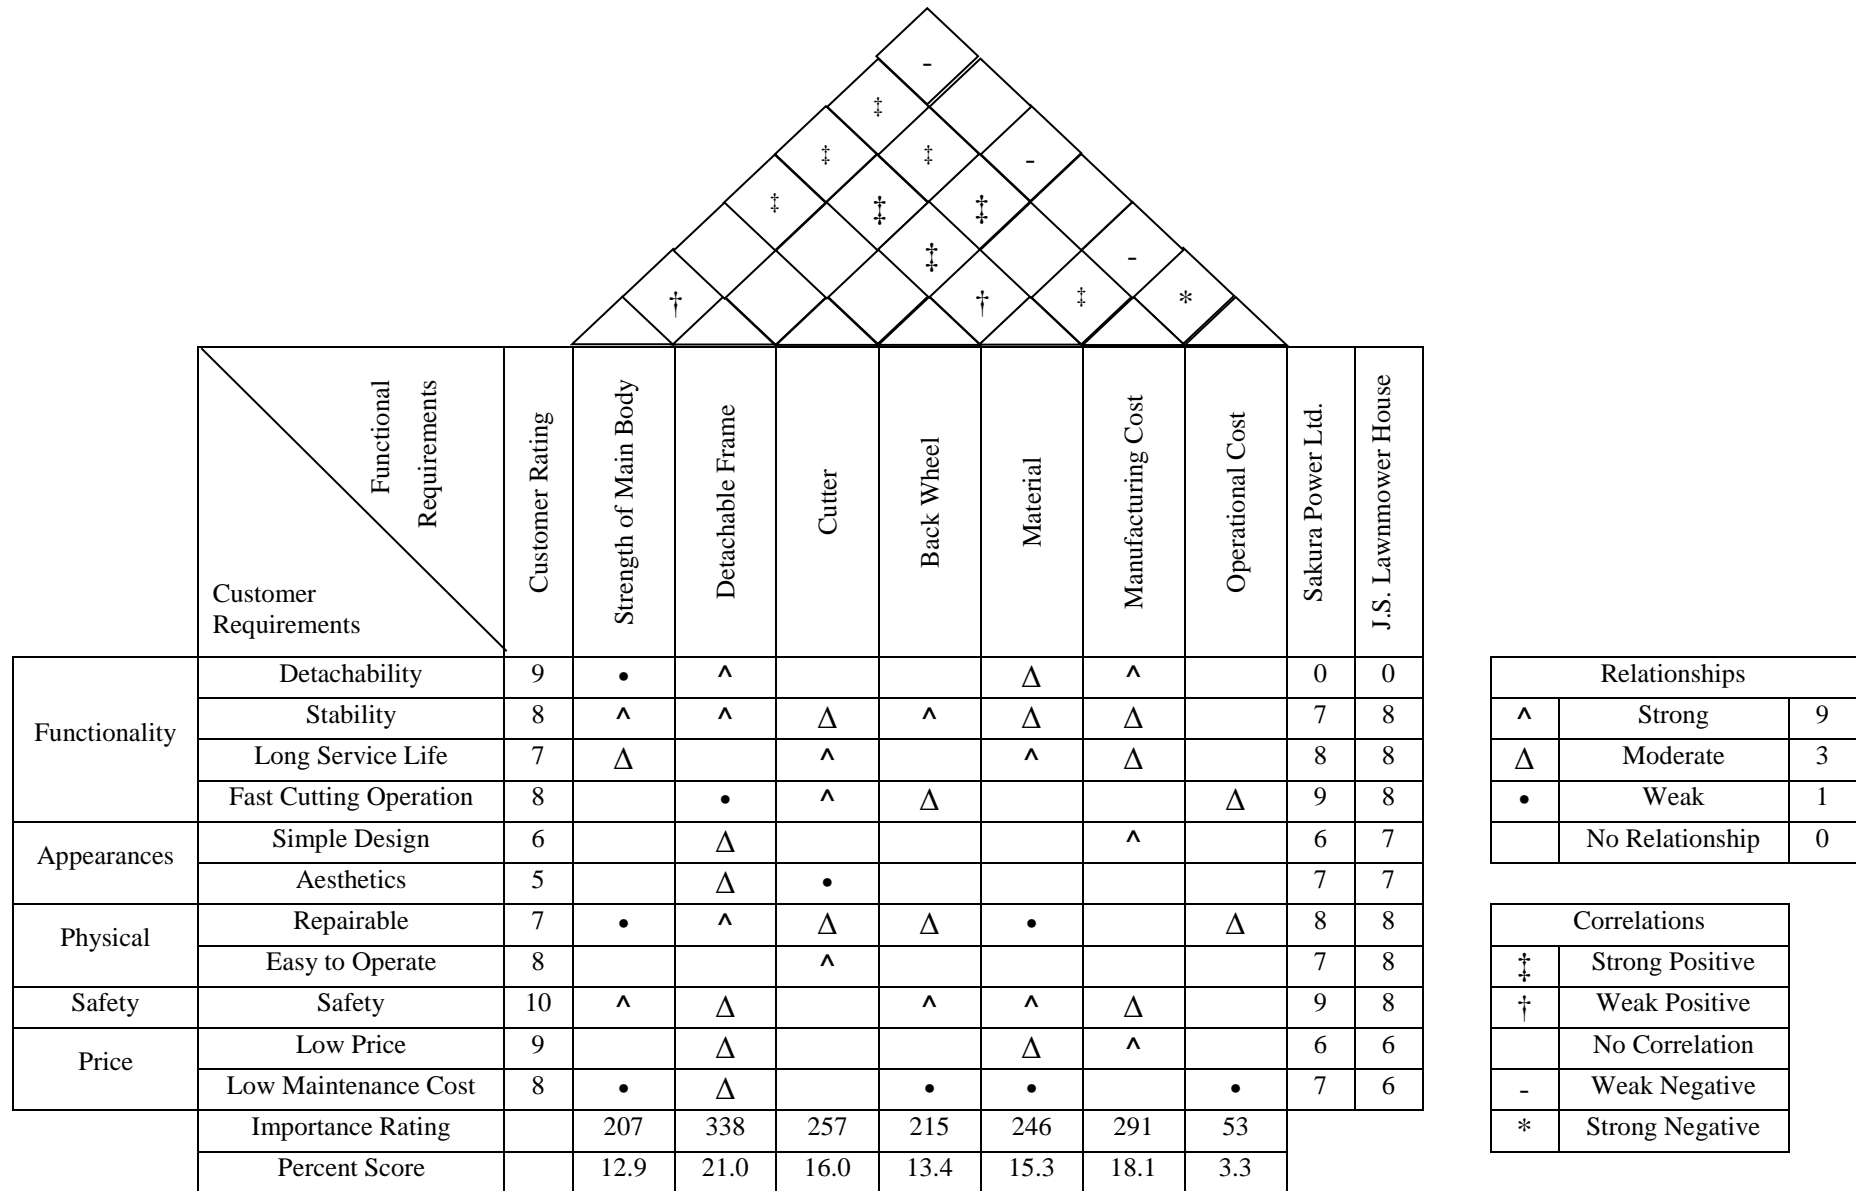 -
‡
‡ ‡ -
‡ ‡ ‡
‡ -
† † ‡ *
Functional
Requirements
Customer
Requirements
Customer Rating
Strength of Main Body
Detachable Frame
Cutter
Back Wheel
Material
Manufacturing Cost
Operational Cost
Sakura Power Ltd.
J.S. Lawnmower House
Functionality
Detachability 9 • ^ Δ ^ 0 0
Stability 8 ^ ^ Δ ^ Δ Δ 7 8
Long Service Life 7 Δ ^ ^ Δ 8 8
Fast Cutting Operation 8 • ^ Δ Δ 9 8
Appearances
Simple Design 6 Δ ^ 6 7
Aesthetics 5 Δ • 7 7
Physical
Repairable 7 • ^ Δ Δ • Δ 8 8
Easy to Operate 8 ^ 7 8
Safety
Safety 10 ^ Δ ^ ^ Δ 9 8
Price
Low Price 9 Δ Δ ^ 6 6
Low Maintenance Cost 8 • Δ • • • 7 6
Importance Rating 207 338 257 215 246 291 53
Percent Score 12.9 21.0 16.0 13.4 15.3 18.1 3.3
Relationships
^ Strong 9
Δ Moderate 3
• Weak 1
No Relationship 0
Correlations
‡ Strong Positive
† Weak Positive
No Correlation
- Weak Negative
* Strong Negative